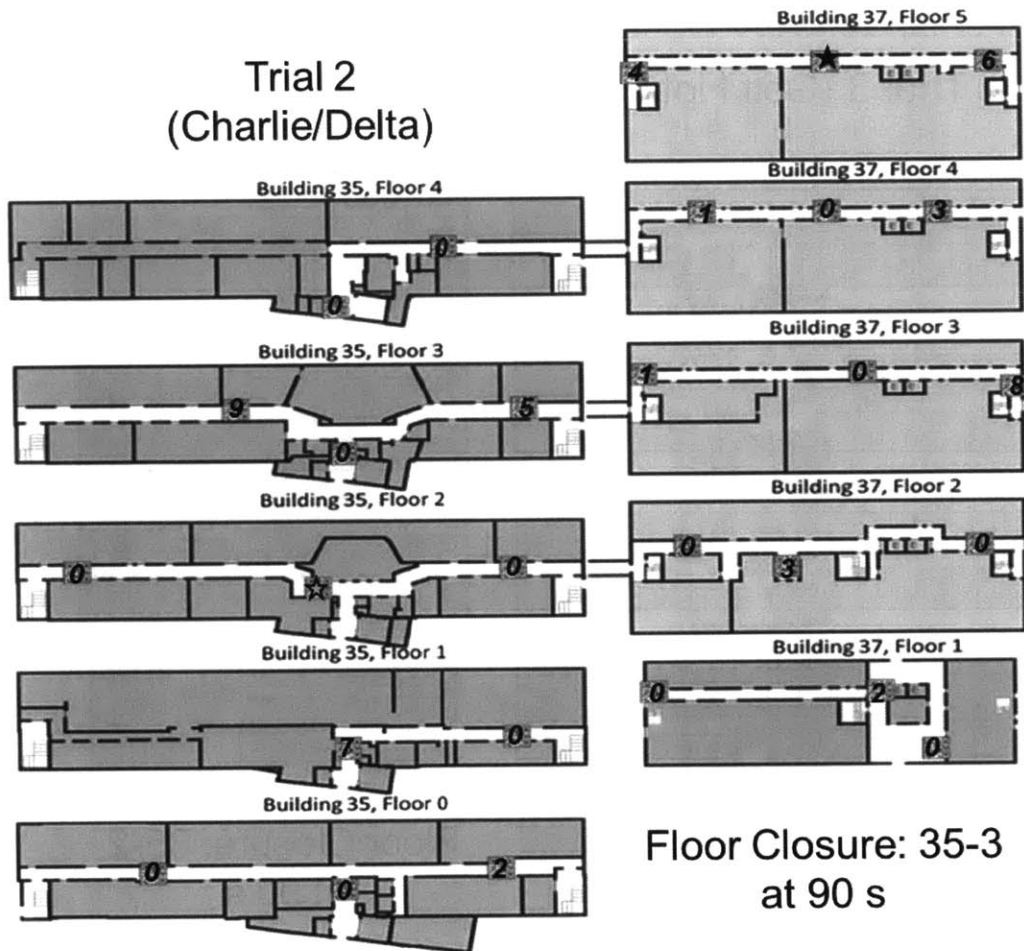 Building 37, Floor 5
4 6
Trial 2
(Charlie/Delta)
Building 35, Floor 4
0
0
Building 37, Floor 4
1 0 3
Building 35, Floor 3
9 5
0
Building 37, Floor 3
1 0 8
Building 35, Floor 2
0 0
Building 37, Floor 2
0 0
3
Building 35, Floor 1
0
7
Building 37, Floor 1
0 2
0
Building 35, Floor 0
0 2
0
Floor Closure: 35-3
at 90 s